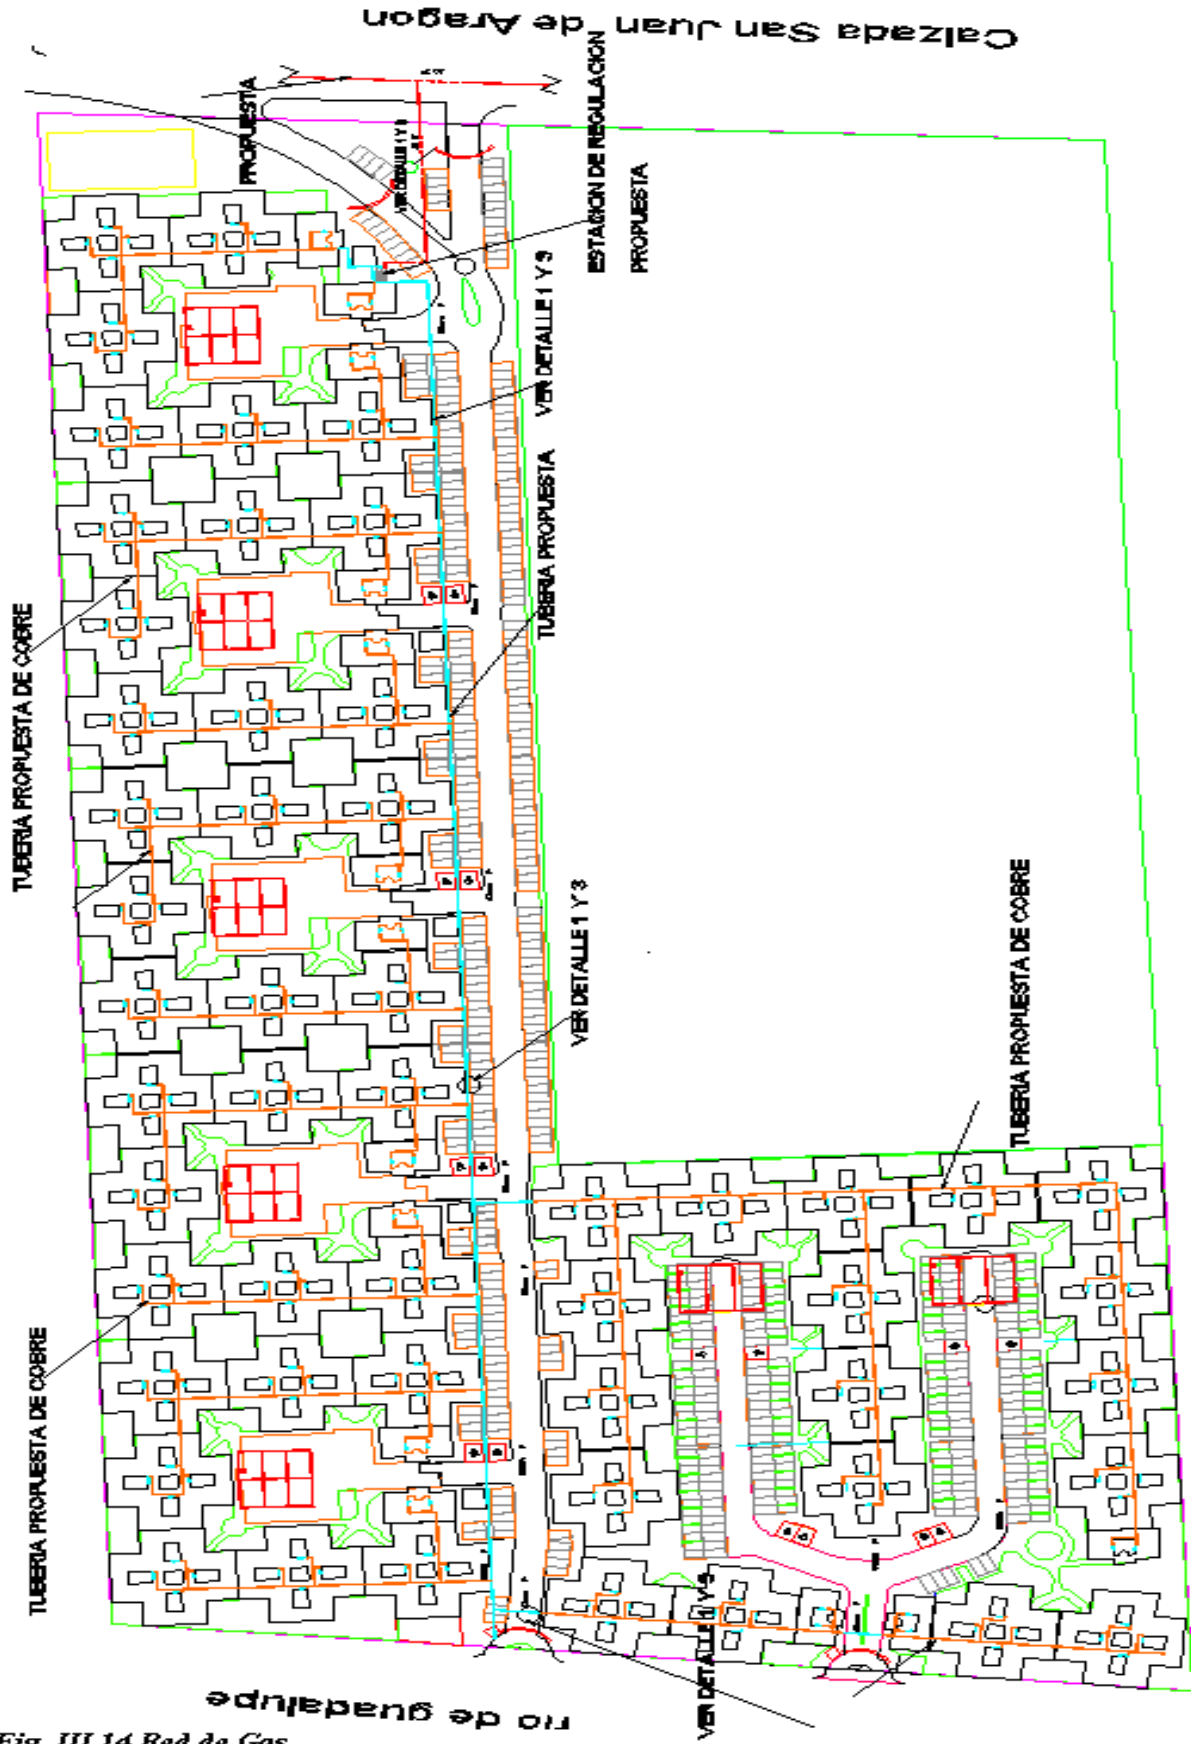 Calzada San Juan de Aragon
PROPUESTA
ESTACION DE REGULACION
PROPUESTA
VER DETALLE 1 Y 3
TUBERIA PROPUESTA
TUBERIA PROPUESTA DE COBRE
VER DETALLE 1 Y 3
TUBERIA PROPUESTA DE COBRE
TUBERIA PROPUESTA DE COBRE
VER DETALLE 1 Y 3
rio de guadalupe
Fig. III.14 Red de Gas